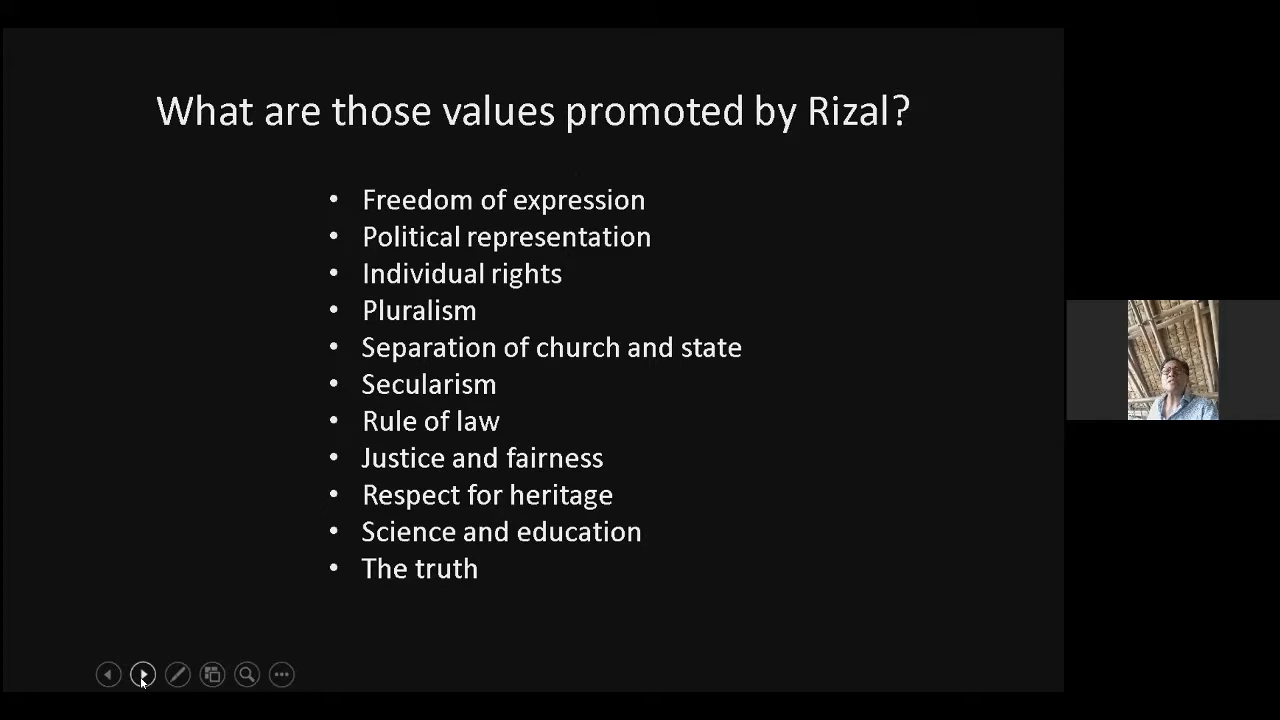 What are those values promoted by Rizal?
• Freedom of expression
• Political representation
• Individual rights
• Pluralism
• Separation of church and state
• Secularism
• Rule of law
• Justice and fairness
• Respect for heritage
• Science and education
• The truth